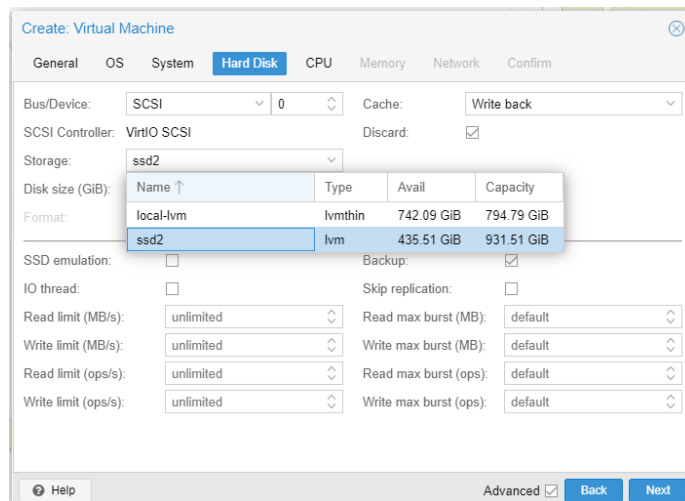 Create: Virtual Machine
General OS System Hard Disk CPU Memory Network Confirm
Bus/Device: SCSI 0 Cache: Write back
SCSI Controller: VirtIO SCSI Discard:
Storage: ssd2
Disk size (GiB): Name Type Avail Capacity
Format: local-lvm lvmthin 742.09 GiB 794.79 GiB
ssd2 lvm 435.51 GiB 931.51 GiB
SSD emulation: Backup:
IO thread: Skip replication:
Read limit (MB/s): unlimited Read max burst (MB): default
Write limit (MB/s): unlimited Write max burst (MB): default
Read limit (ops/s): unlimited Read max burst (ops): default
Write limit (ops/s): unlimited Write max burst (ops): default
Help Advanced Back Next